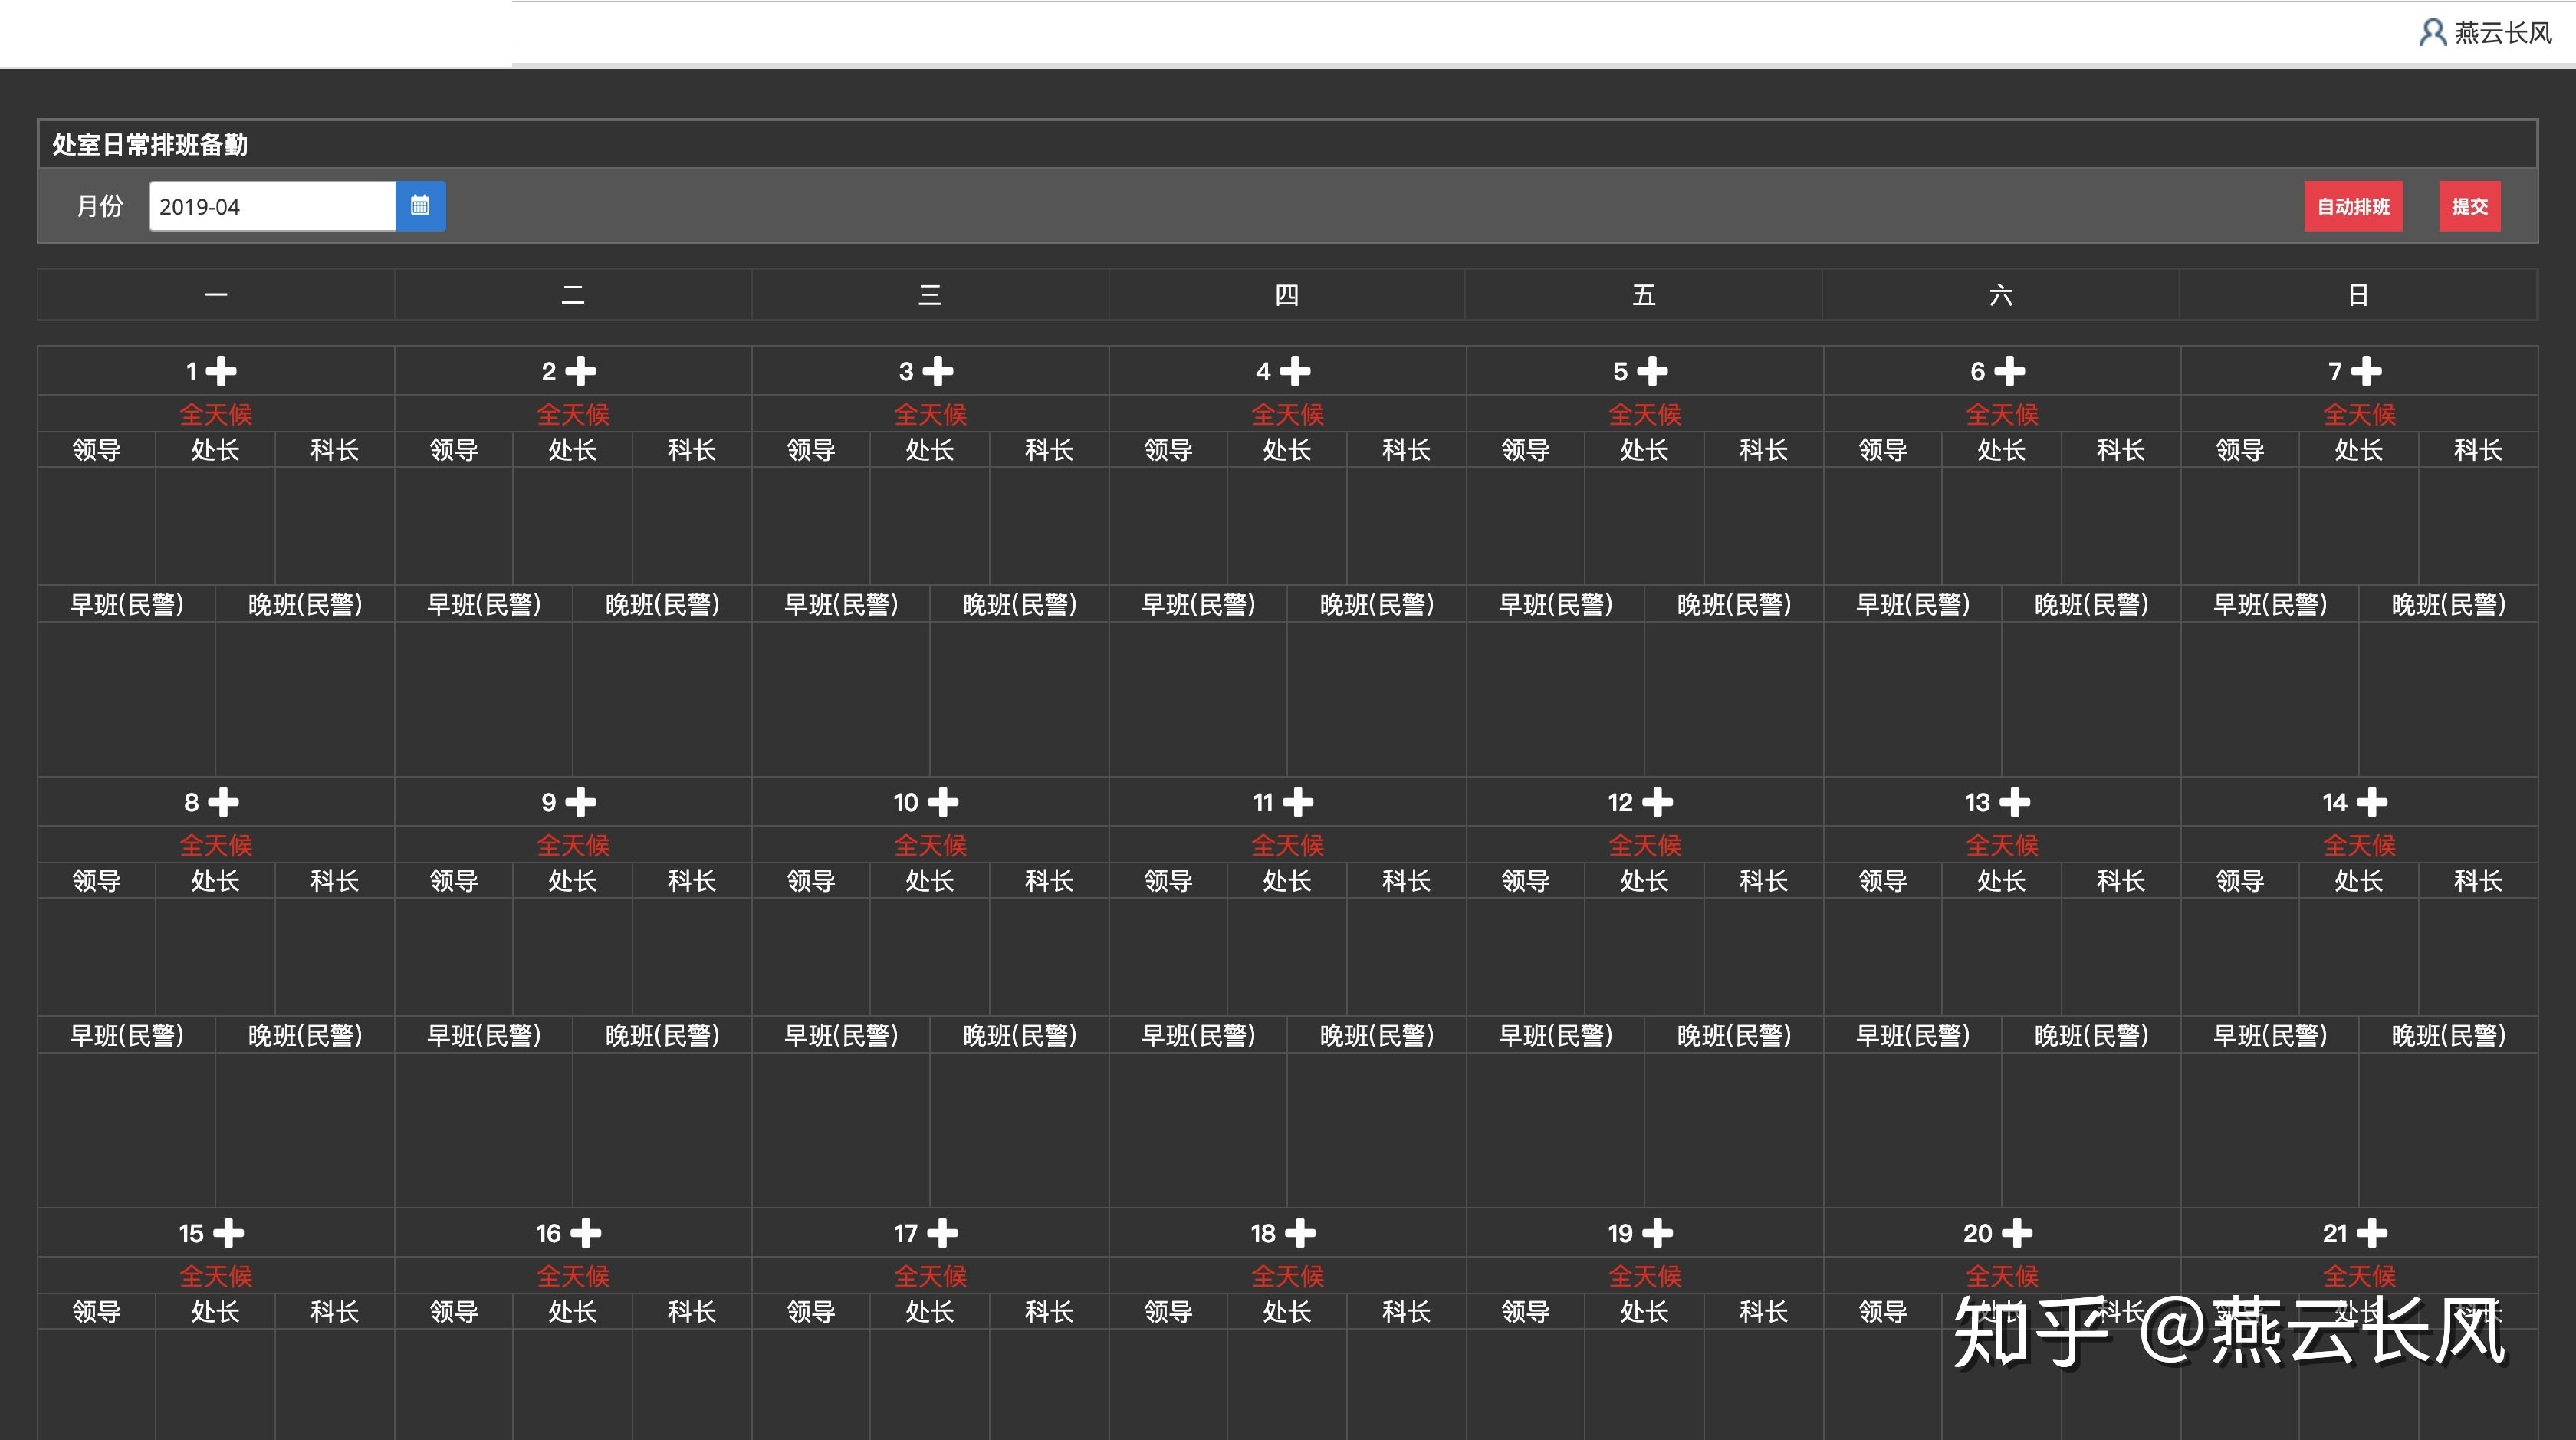 燕云长风
处室日常排班备勤
月份 2019-04 自动排班 提交
一 二 三 四 五 六 日
1 2 3 4 5 6 7
全天候 全天候 全天候 全天候 全天候 全天候 全天候
领导 处长 科长 领导 处长 科长 领导 处长 科长 领导 处长 科长 领导 处长 科长 领导 处长 科长 领导 处长 科长
早班(民警) 晚班(民警) 早班(民警) 晚班(民警) 早班(民警) 晚班(民警) 早班(民警) 晚班(民警) 早班(民警) 晚班(民警) 早班(民警) 晚班(民警) 早班(民警) 晚班(民警)
8 9 10 11 12 13 14
全天候 全天候 全天候 全天候 全天候 全天候 全天候
领导 处长 科长 领导 处长 科长 领导 处长 科长 领导 处长 科长 领导 处长 科长 领导 处长 科长 领导 处长 科长
早班(民警) 晚班(民警) 早班(民警) 晚班(民警) 早班(民警) 晚班(民警) 早班(民警) 晚班(民警) 早班(民警) 晚班(民警) 早班(民警) 晚班(民警) 早班(民警) 晚班(民警)
15 16 17 18 19 20 21
全天候 全天候 全天候 全天候 全天候 全天候 全天候
领导 处长 科长 领导 处长 科长 领导 处长 科长 领导 处长 科长 领导 处长 科长 领导 处长 科长 领导 处长 科长
知乎 @燕云长风